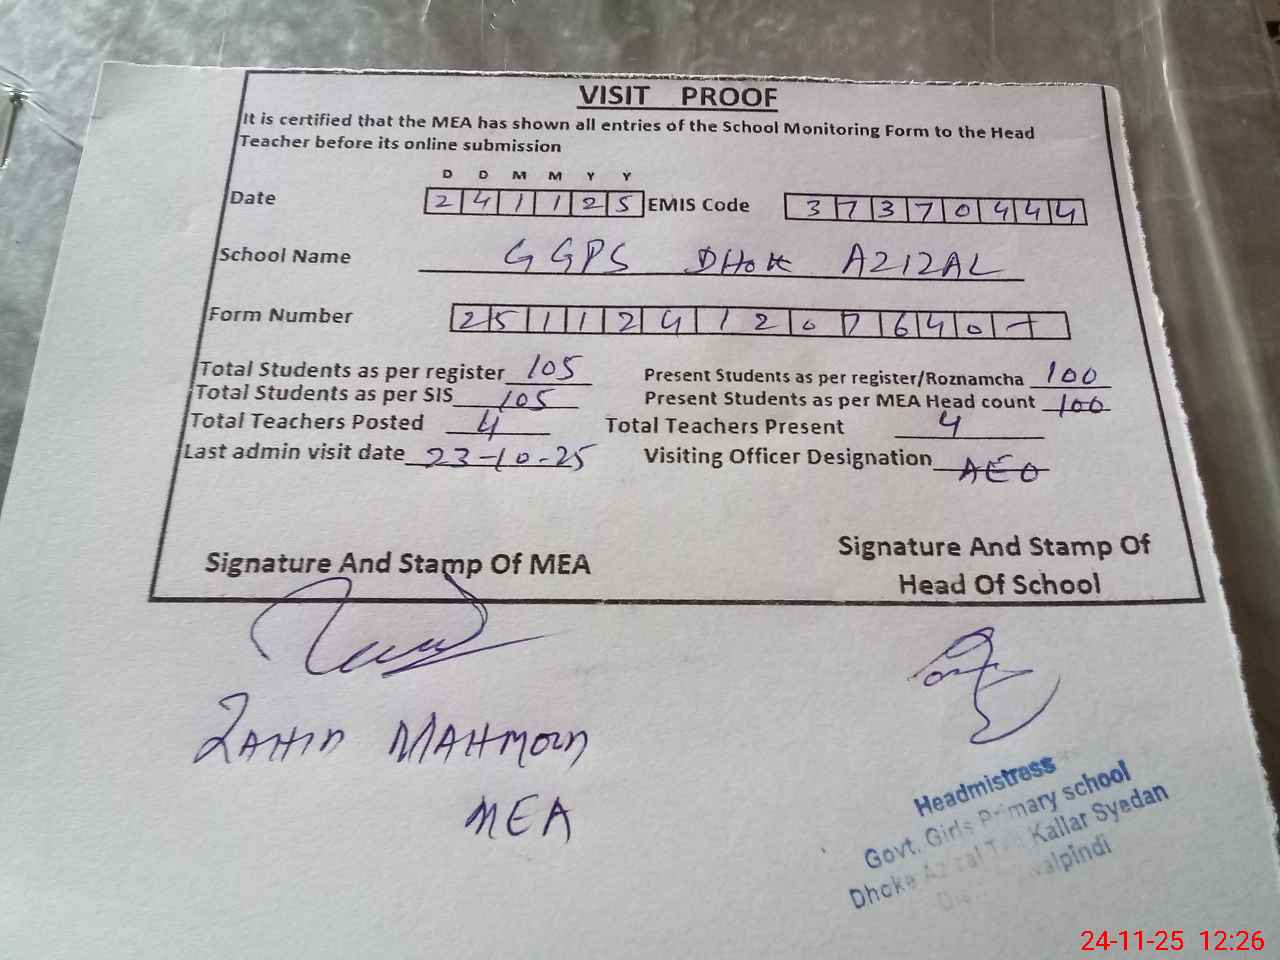 VISIT PROOF
It is certified that the MEA has shown all entries of the School Monitoring Form to the Head
Teacher before its online submission
D D M M Y Y
Date 2 4 1 1 2 5 EMIS Code 3 7 3 7 0 4 4 4
School Name GGPS DHOK AZIZAL
Form Number 2 5 1 1 2 4 1 2 0 7 6 4 0 +
Total Students as per register 105 Present Students as per register/Roznamcha 100
Total Students as per SIS 105 Present Students as per MEA Head count 100
Total Teachers Posted 4 Total Teachers Present 4
Last admin visit date 23-10-25 Visiting Officer Designation AEO
Signature And Stamp Of MEA
Signature And Stamp Of
Head Of School
MAHMOOD
MEA
Headmistress
Govt. Girls Primary school
Dhoke Kallar Syedan
24-11-25 12:26